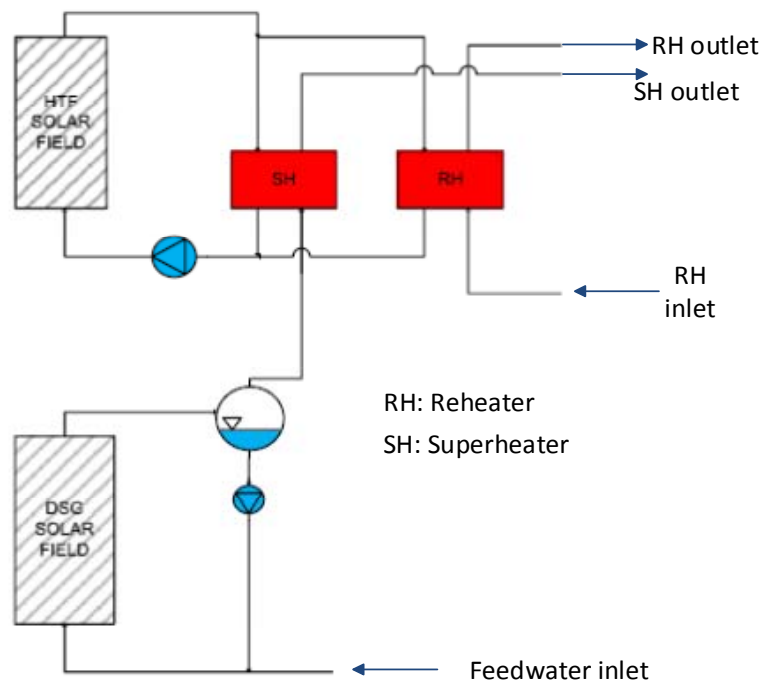 RH outlet
SH outlet
HTF
SOLAR
FIELD
SH
RH
RH
inlet
RH: Reheater
SH: Superheater
DSG
SOLAR
FIELD
Feedwater inlet